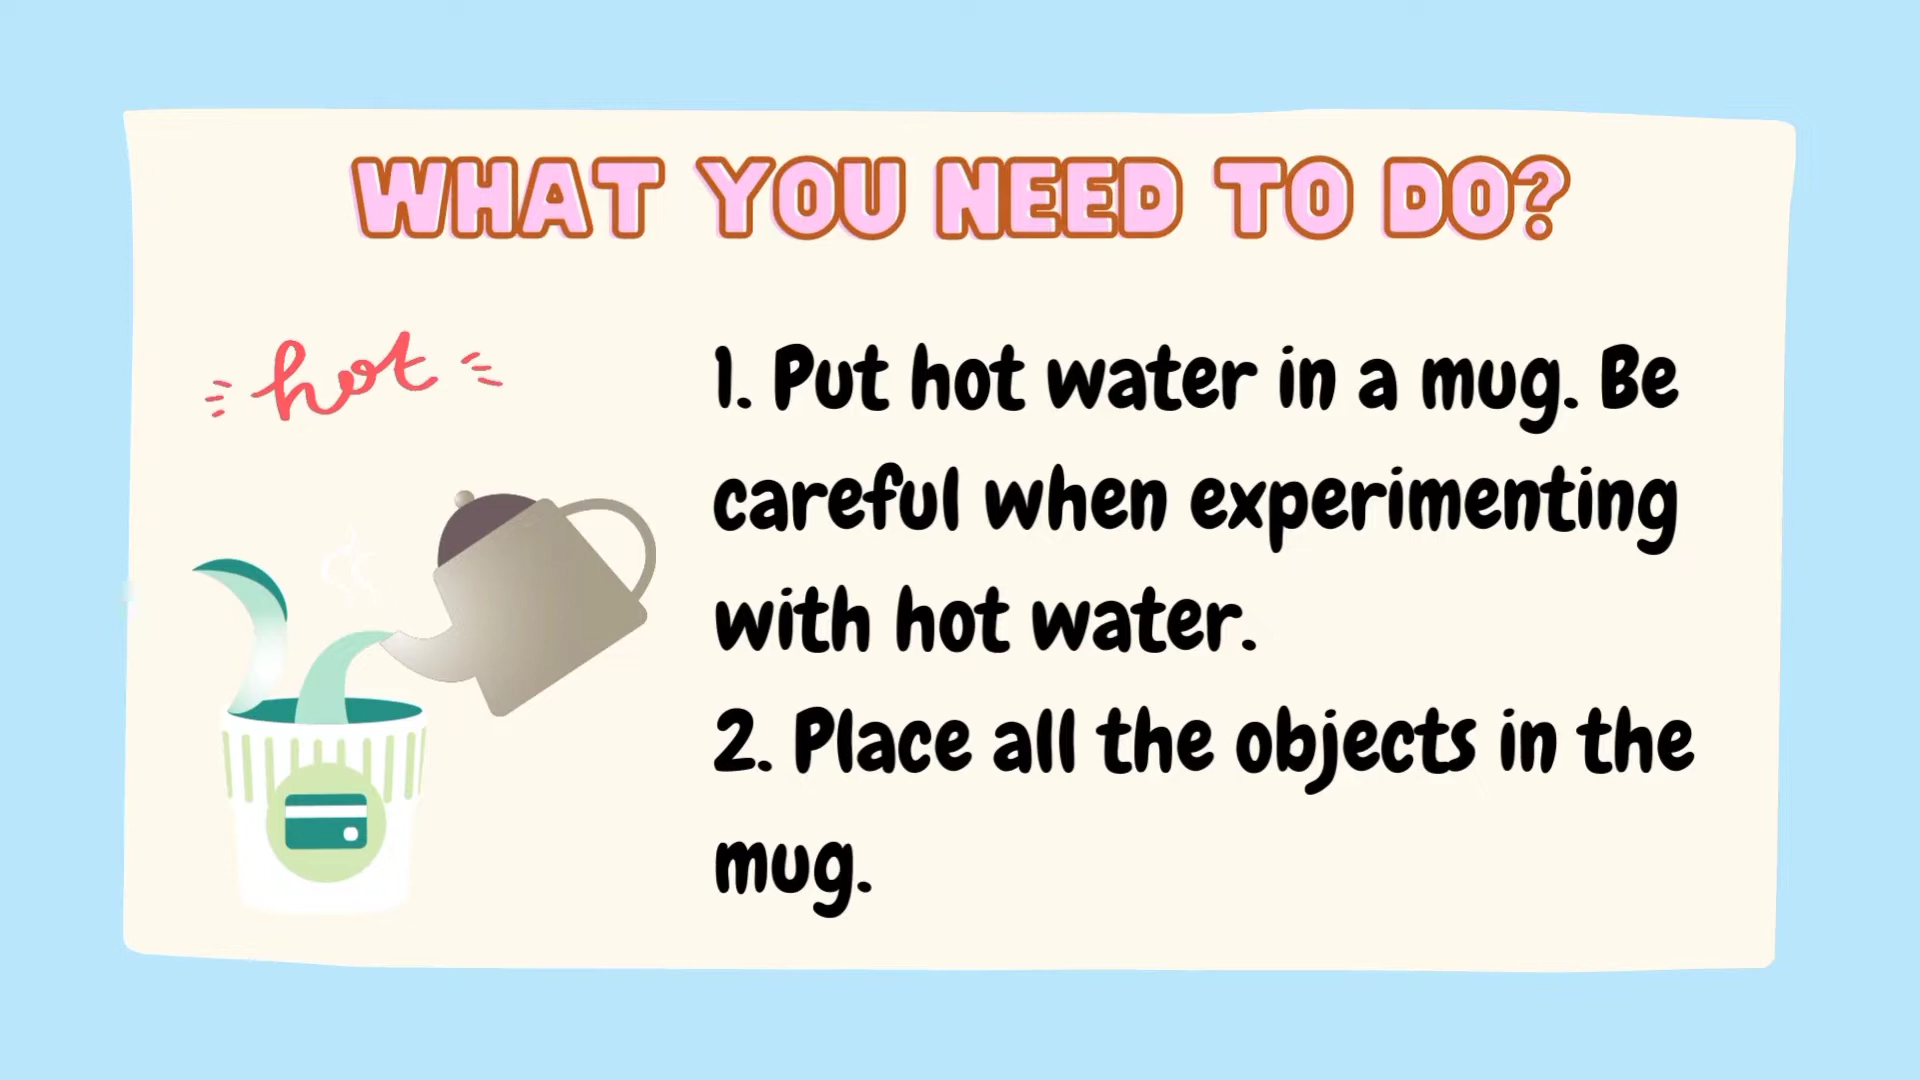 WHAT YOU NEED TO DO?
hot
1. Put hot water in a mug. Be
careful when experimenting
with hot water.
2. Place all the objects in the
mug.